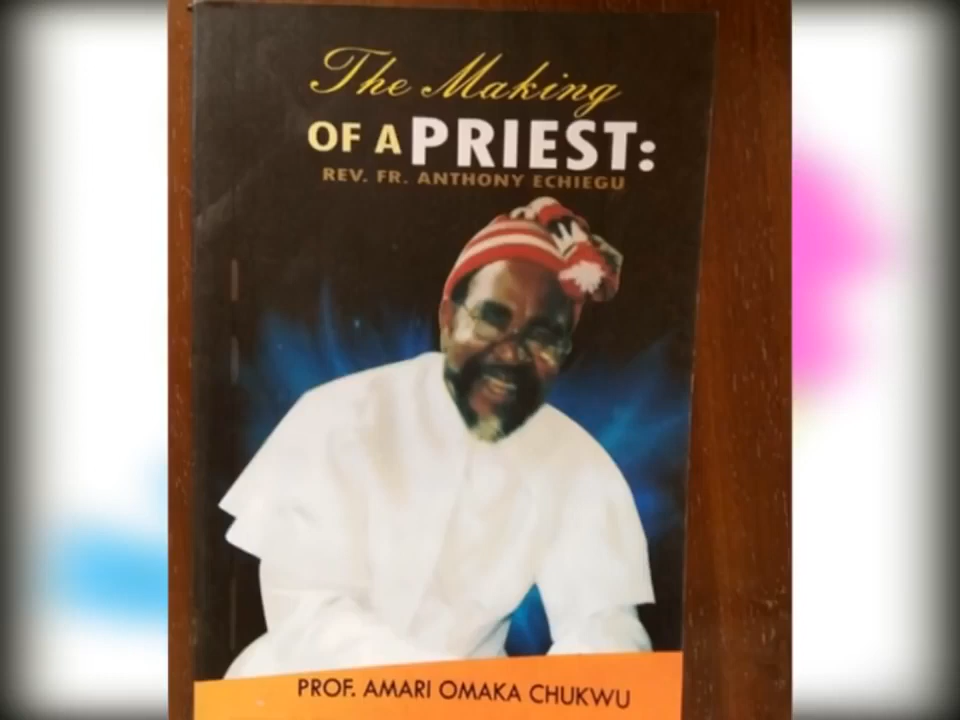 The Making
OF A PRIEST:
REV. FR. ANTHONY ECHIEGU
PROF. AMARI OMAKA CHUKWU